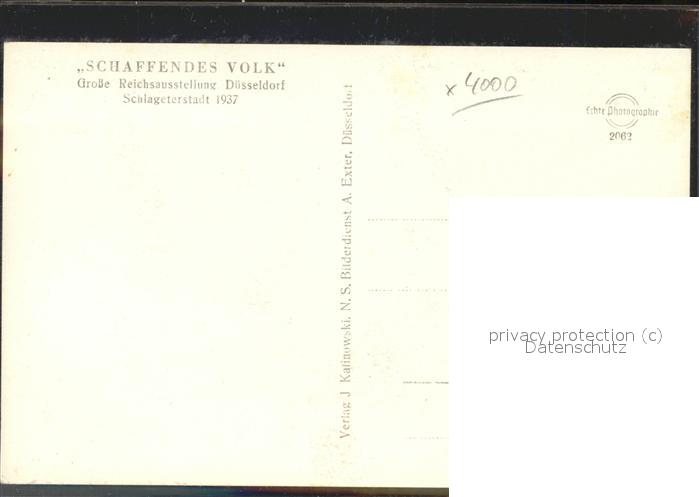 „SCHAFFENDES VOLK“
Große Reichsausstellung Düsseldorf
Schlageterstadt 1937
x 4000
Echte Photographie
2062
Verlag J. Kalinowski, N. S. Bilderdienst A. Exter, Düsseldorf
privacy protection (c)
Datenschutz